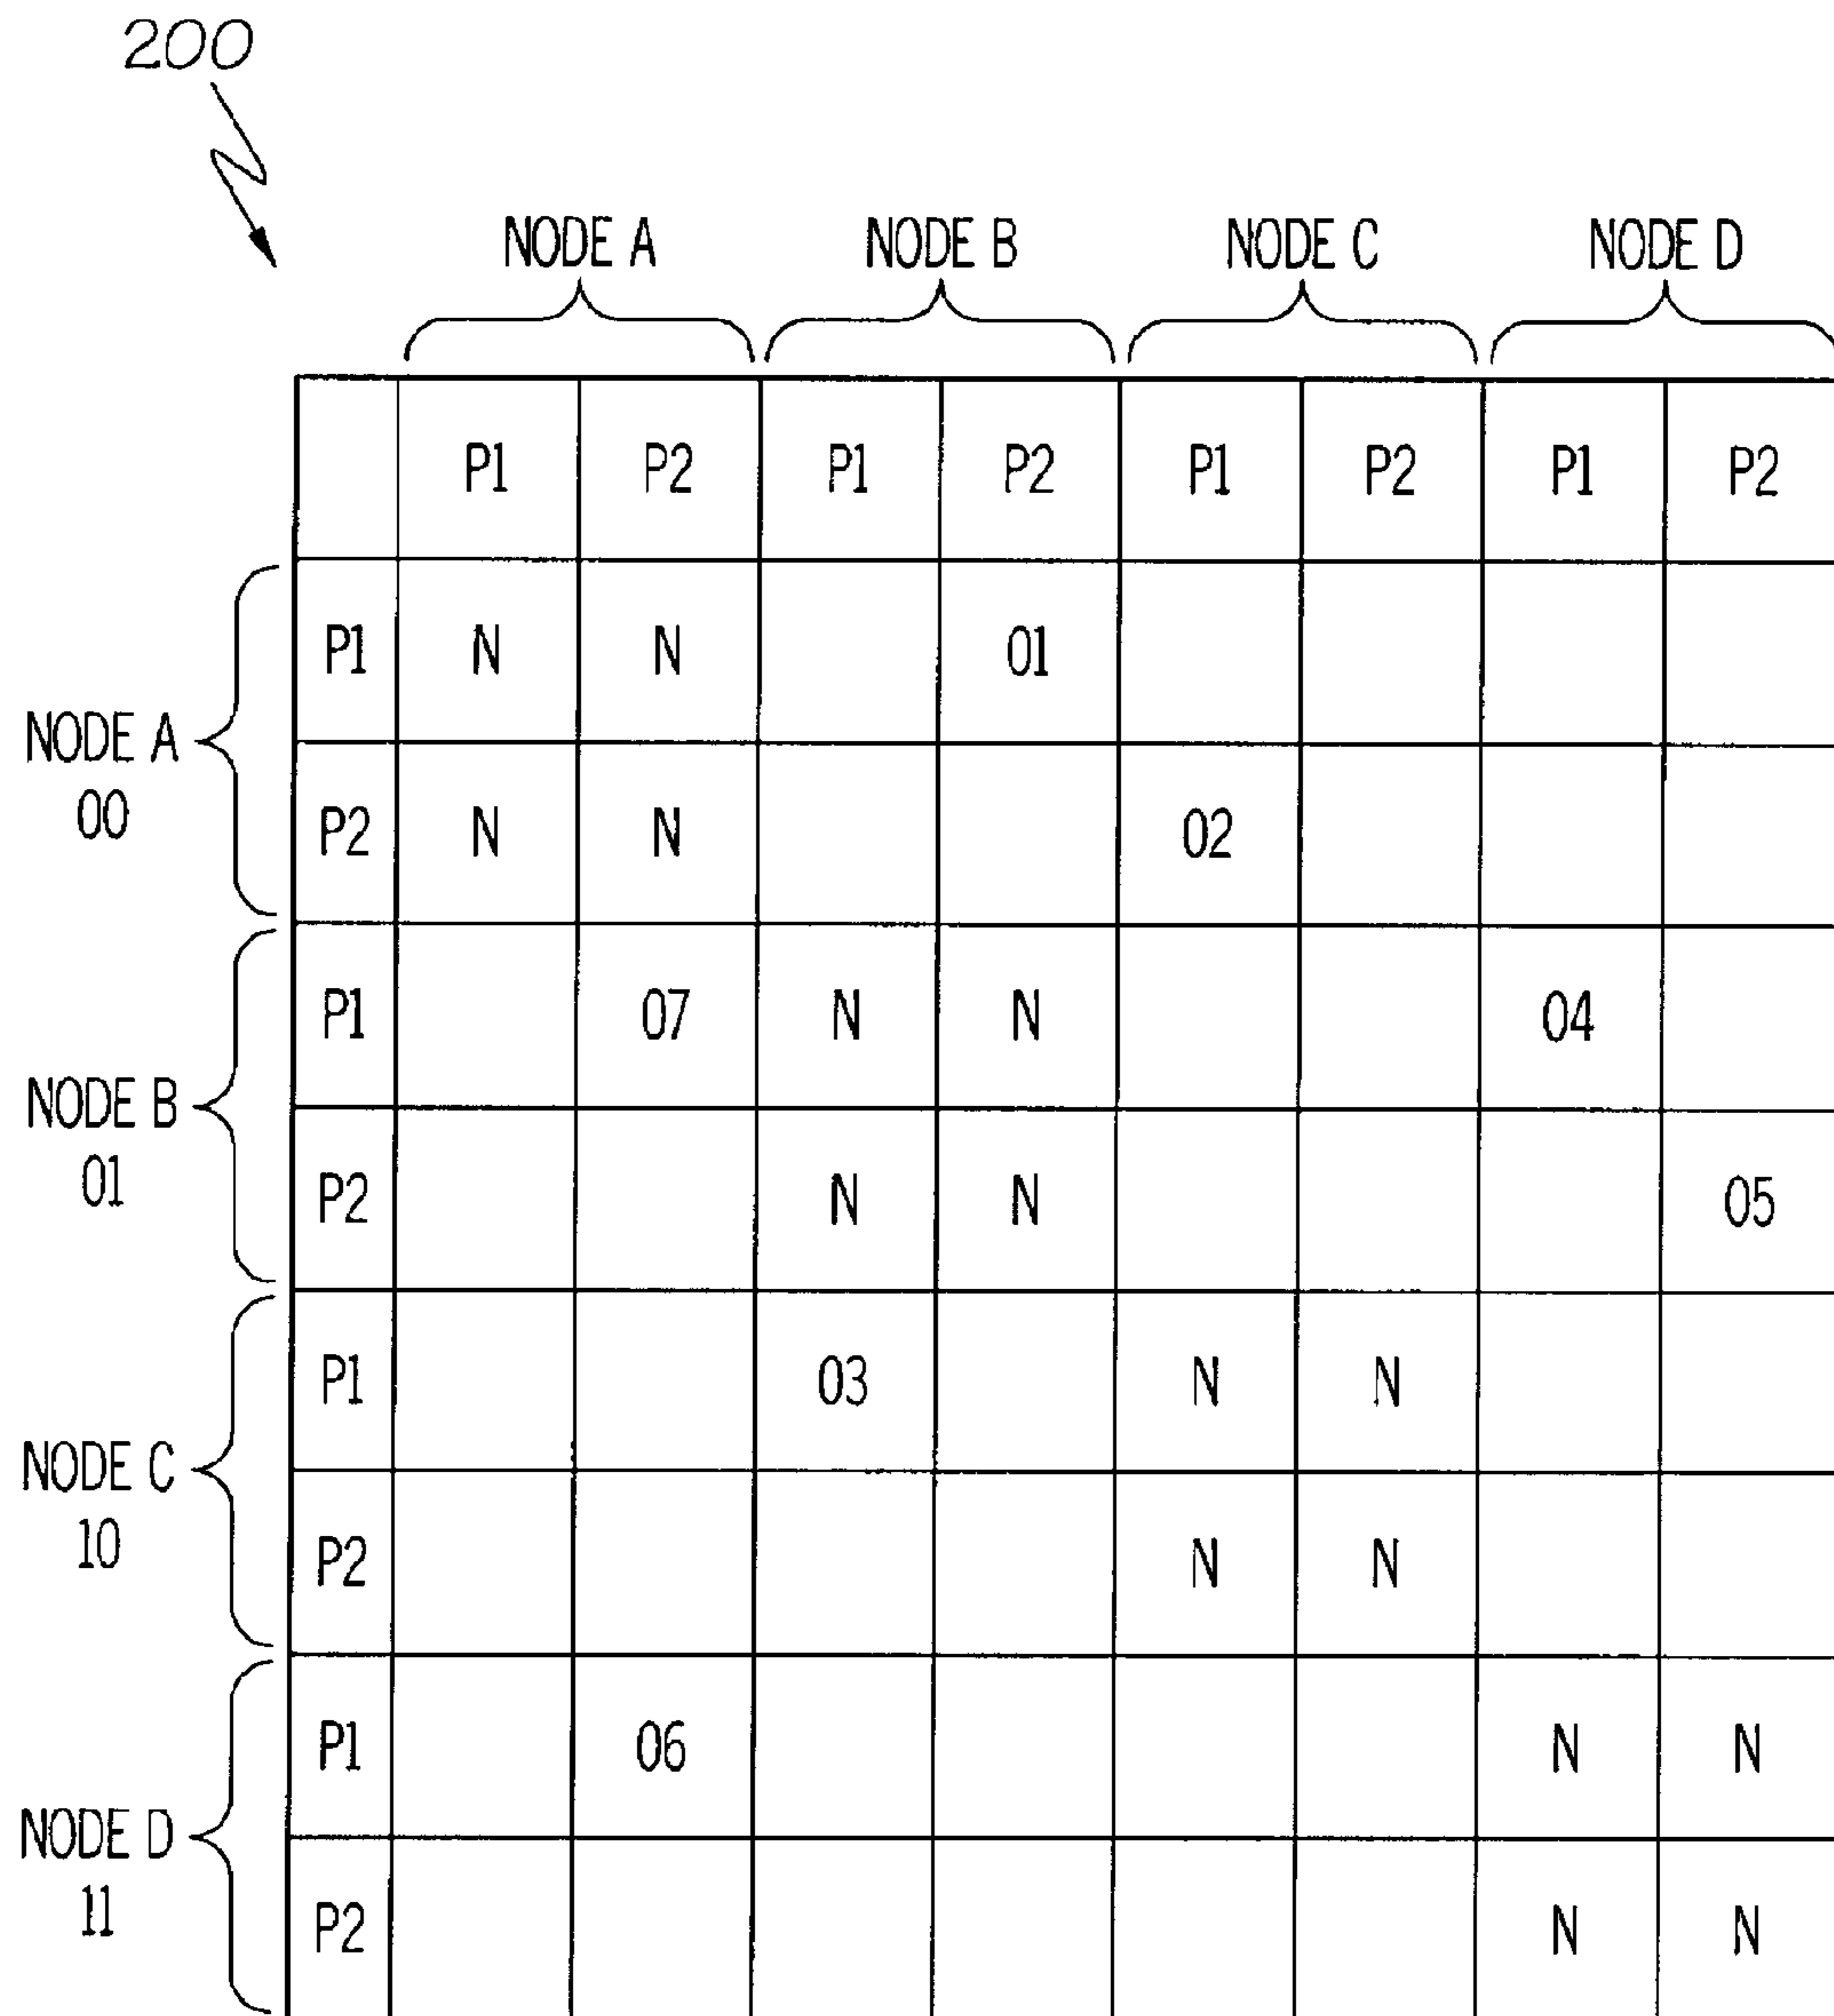 200
NODE A NODE B NODE C NODE D
P1 P2 P1 P2 P1 P2 P1 P2
P1 N N 01
NODE A
00
P2 N N 02
P1 07 N N 04
NODE B
01
P2 N N 05
P1 03 N N
NODE C
10
P2 N N
P1 06 N N
NODE D
11
P2 N N